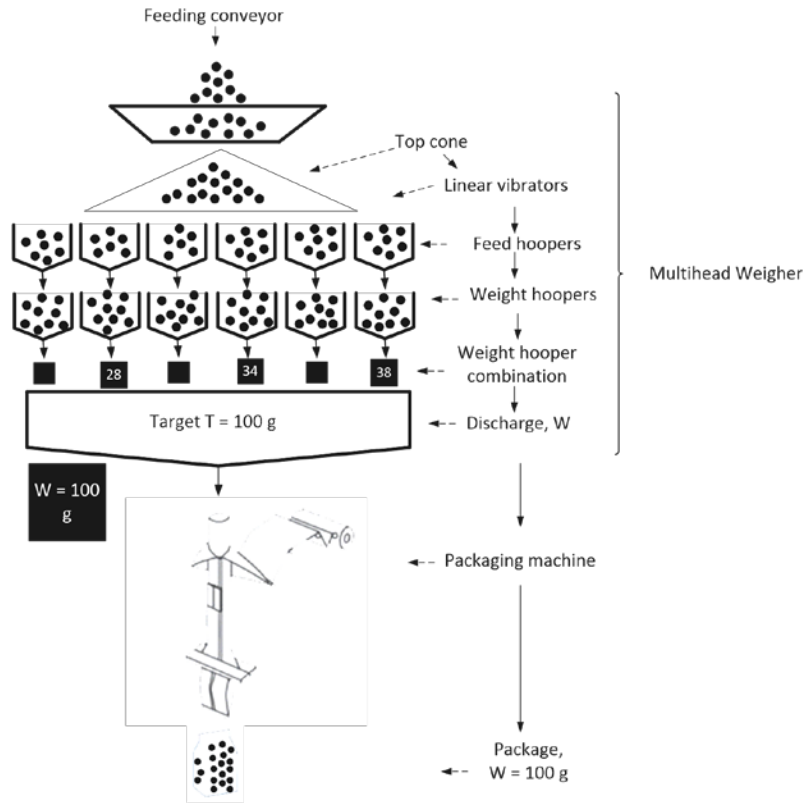 Feeding conveyor
Top cone
Linear vibrators
Feed hoopers
Multihead Weigher
Weight hoopers
Weight hooper
combination
28
34
38
Target T = 100 g
Discharge, W
W = 100
g
Packaging machine
Package,
W = 100 g